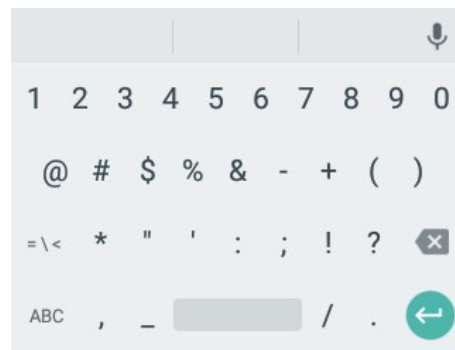 1 2 3 4 5 6 7 8 9 0
@ # $ % & - + ( )
= \ < * " ' : ; ! ?
ABC , _ / .